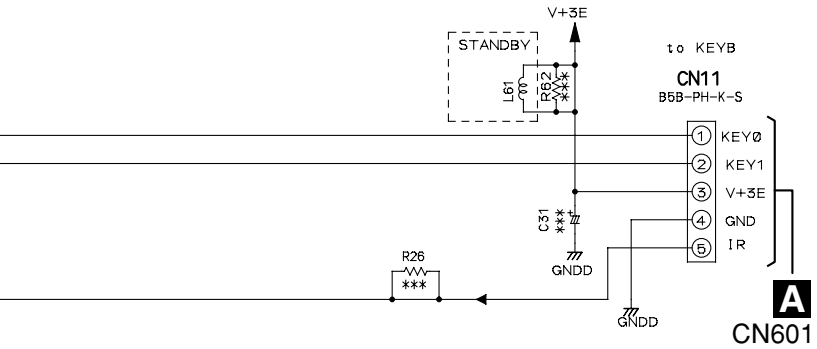 V+3E
STANDBY
L61
R62
***
to KEYB
CN11
B5B-PH-K-S
1 KEY0
2 KEY1
3 V+3E
4 GND
5 IR
C31
***
+
GNDD
R26
***
GNDD
A
CN601